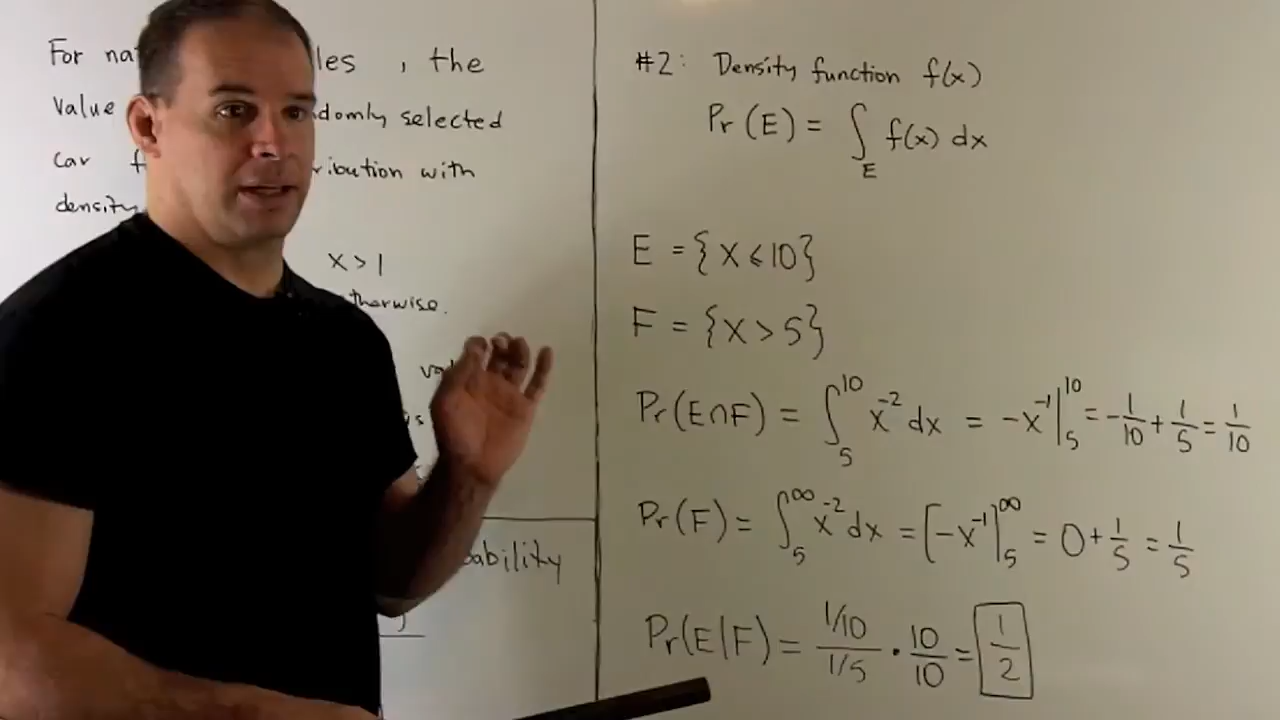 For les , the
value domly selected
car ribution with
density
x > 1
therwise.
ability
#2: Density function f(x)
Pr(E) = ∫_E f(x) dx
E = {X ≤ 10}
F = {X > 5}
Pr(E∩F) = ∫_5^10 x^-2 dx = -x^-1 |_5^10 = -1/10 + 1/5 = 1/10
Pr(F) = ∫_5^∞ x^-2 dx = [-x^-1 |_5^∞ = 0 + 1/5 = 1/5
Pr(E|F) = (1/10)/(1/5) · 10/10 = 1/2